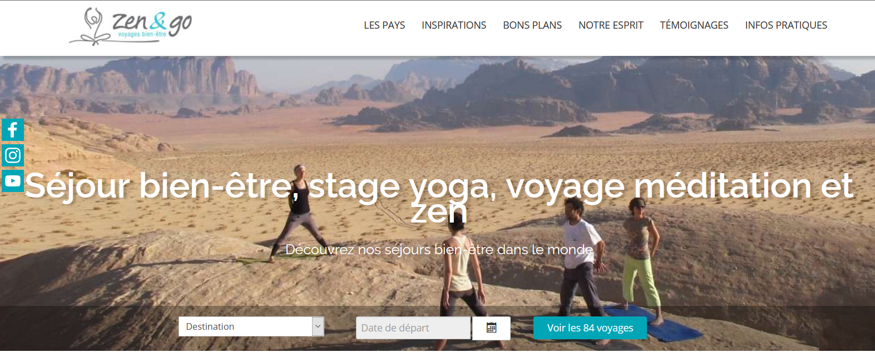 zen&go
voyages bien-être
LES PAYS INSPIRATIONS BONS PLANS NOTRE ESPRIT TÉMOIGNAGES INFOS PRATIQUES
Séjour bien-être, stage yoga, voyage méditation et
zen
Découvrez nos séjours bien-être dans le monde
Destination Date de départ Voir les 84 voyages